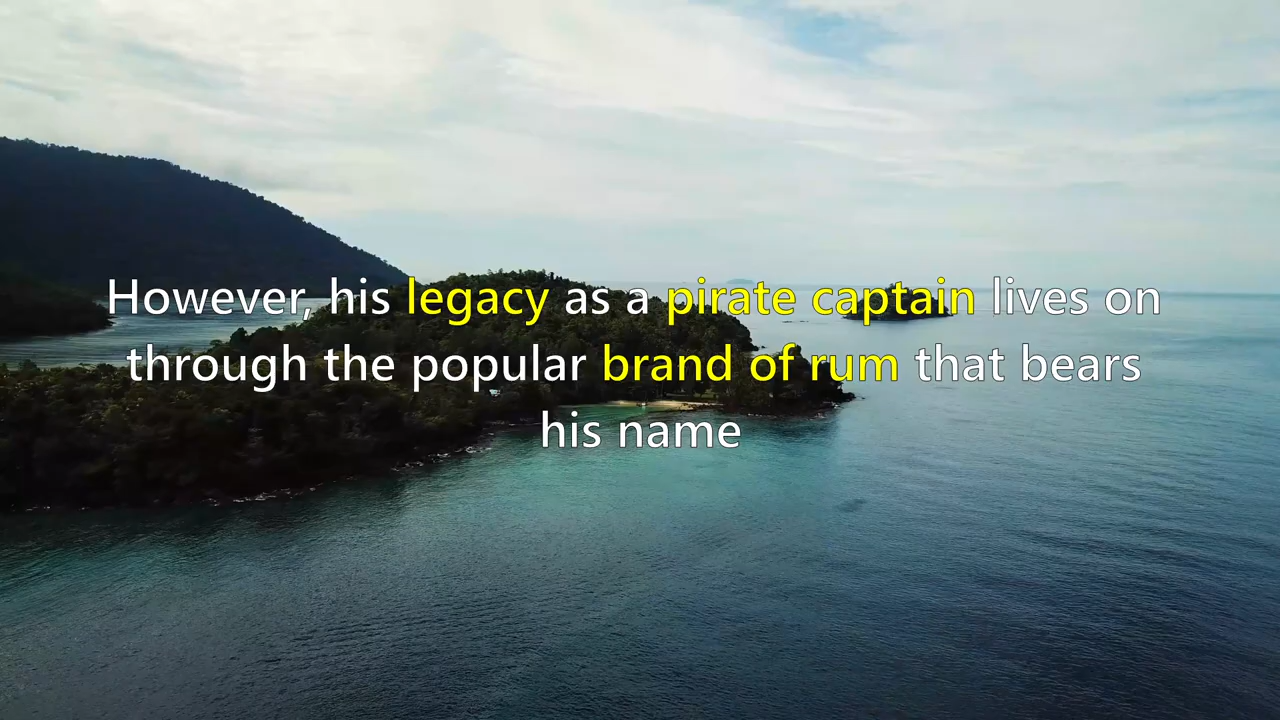 However, his legacy as a pirate captain lives on
through the popular brand of rum that bears
his name